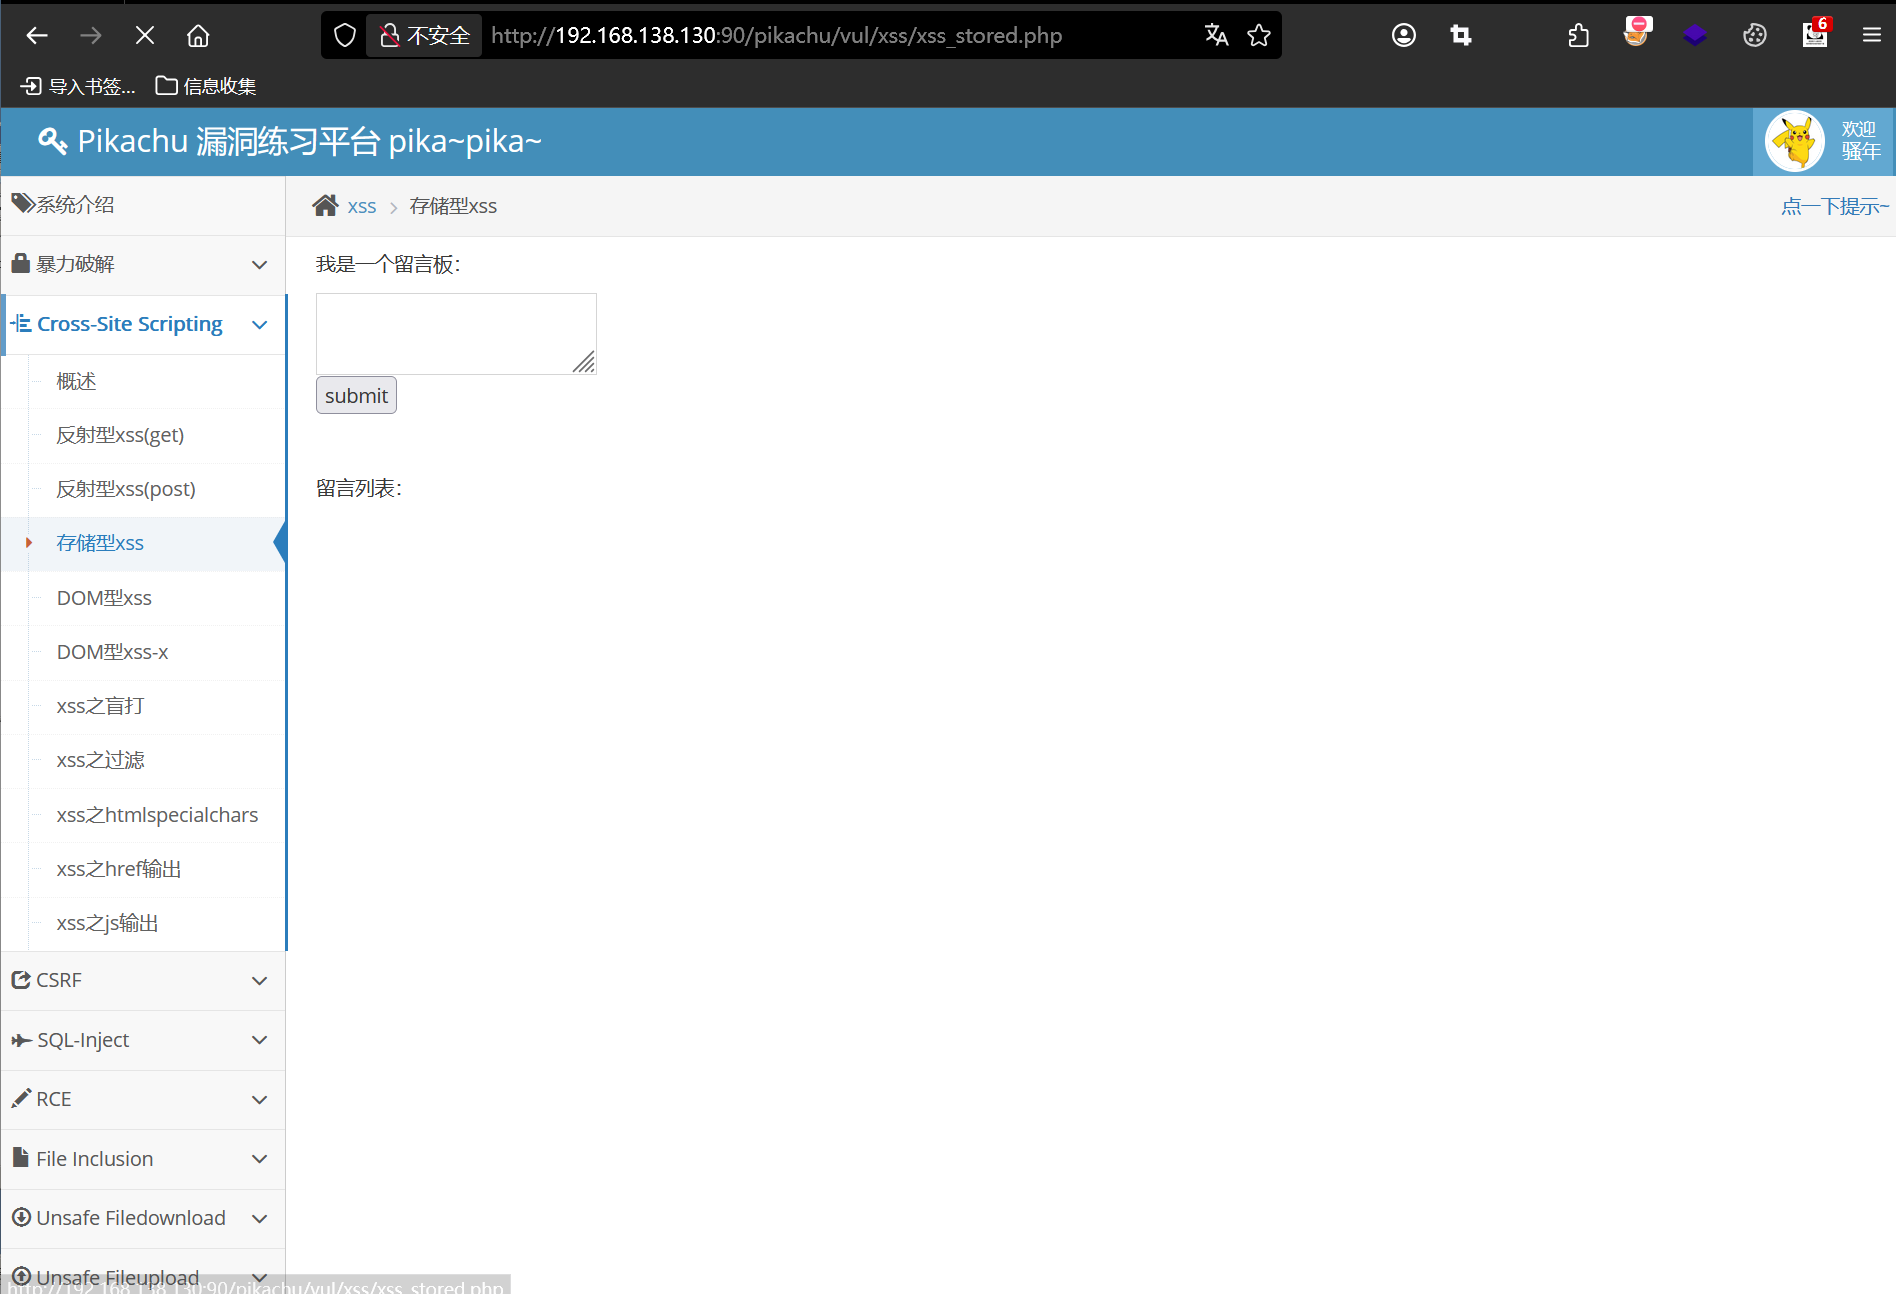 不安全 http://192.168.138.130:90/pikachu/vul/xss/xss_stored.php
6
导入书签... 信息收集
Pikachu 漏洞练习平台 pika~pika~
欢迎
骚年
系统介绍
暴力破解
Cross-Site Scripting
概述
反射型xss(get)
反射型xss(post)
存储型xss
DOM型xss
DOM型xss-x
xss之盲打
xss之过滤
xss之htmlspecialchars
xss之href输出
xss之js输出
CSRF
SQL-Inject
RCE
File Inclusion
Unsafe Filedownload
Unsafe Fileupload
xss 存储型xss
点一下提示~
我是一个留言板：
submit
留言列表：
http://192.168.138.130:90/pikachu/vul/xss/xss_stored.php